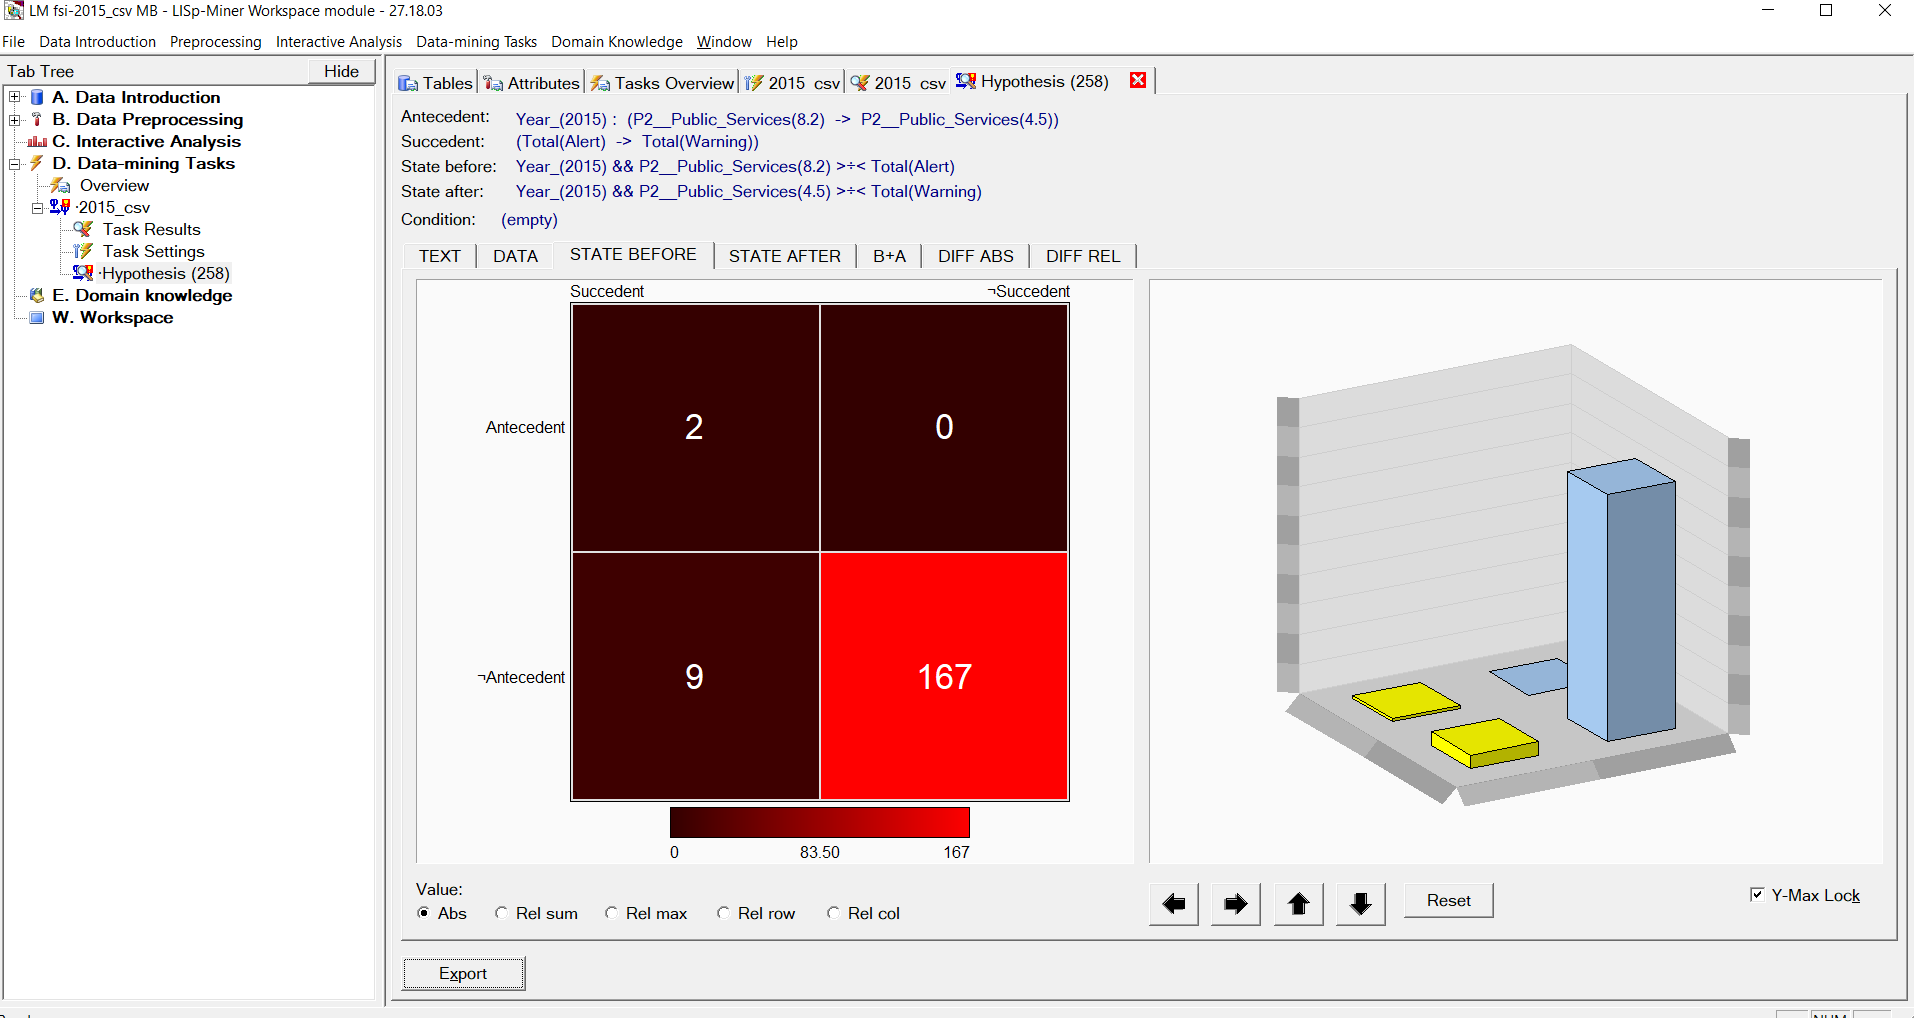 LM fsi-2015_csv MB - LISp-Miner Workspace module - 27.18.03
File Data Introduction Preprocessing Interactive Analysis Data-mining Tasks Domain Knowledge Window Help
Tab Tree Hide
A. Data Introduction
B. Data Preprocessing
C. Interactive Analysis
D. Data-mining Tasks
Overview
·2015_csv
Task Results
Task Settings
·Hypothesis (258)
E. Domain knowledge
W. Workspace
Tables Attributes Tasks Overview 2015 csv 2015 csv Hypothesis (258)
Antecedent: Year_(2015) : (P2__Public_Services(8.2) -> P2__Public_Services(4.5))
Succedent: (Total(Alert) -> Total(Warning))
State before: Year_(2015) && P2__Public_Services(8.2) >÷< Total(Alert)
State after: Year_(2015) && P2__Public_Services(4.5) >÷< Total(Warning)
Condition: (empty)
TEXT DATA STATE BEFORE STATE AFTER B+A DIFF ABS DIFF REL
Succedent ¬Succedent
Antecedent 2 0
¬Antecedent 9 167
0 83.50 167
Value:
Abs Rel sum Rel max Rel row Rel col
Reset
Y-Max Lock
Export